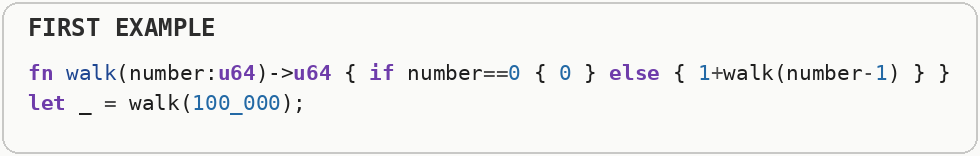 FIRST EXAMPLE
fn walk(number:u64)->u64 { if number==0 { 0 } else { 1+walk(number-1) } }
let _ = walk(100_000);